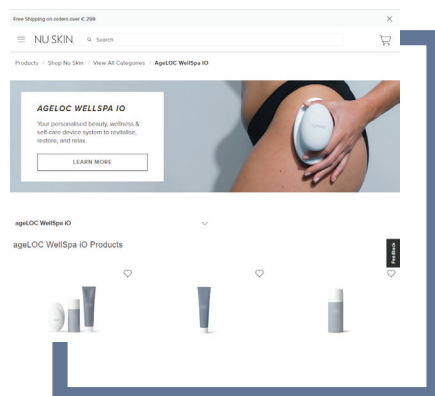 Free Shipping on orders over € 299
NU SKIN.
Search
Products / Shop Nu Skin / View All Categories / AgeLOC WellSpa IO
AGELOC WELLSPA IO
Your personalised beauty, wellness &
self-care device system to revitalise,
restore, and relax.
LEARN MORE
ageLOC WellSpa iO
ageLOC WellSpa iO Products
Feedback